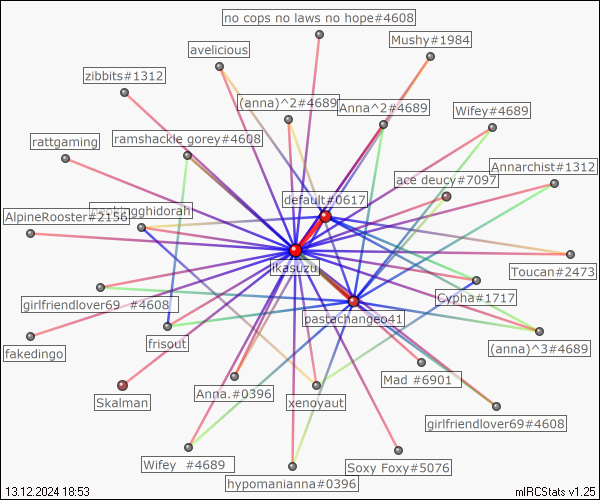 no cops no laws no hope#4608
Mushy#1984
avelicious
zibbits#1312
(anna)^2#4689
Anna^2#4689
Wifey#4689
ramshackle gorey#4608
rattgaming
Annarchist#1312
ace deucy#7097
default#0617
AlpineRooster#2156
ghidorah
ikasuzu
Toucan#2473
girlfriendlover69 #4608
Cypha#1717
pastachangeo41
frisout
(anna)^3#4689
fakedingo
Mad #6901
Anna.#0396
Skalman
xenoyaut
girlfriendlover69#4608
Wifey #4689
Soxy Foxy#5076
hypomanianna#0396
13.12.2024 18:53
mIRCStats v1.25